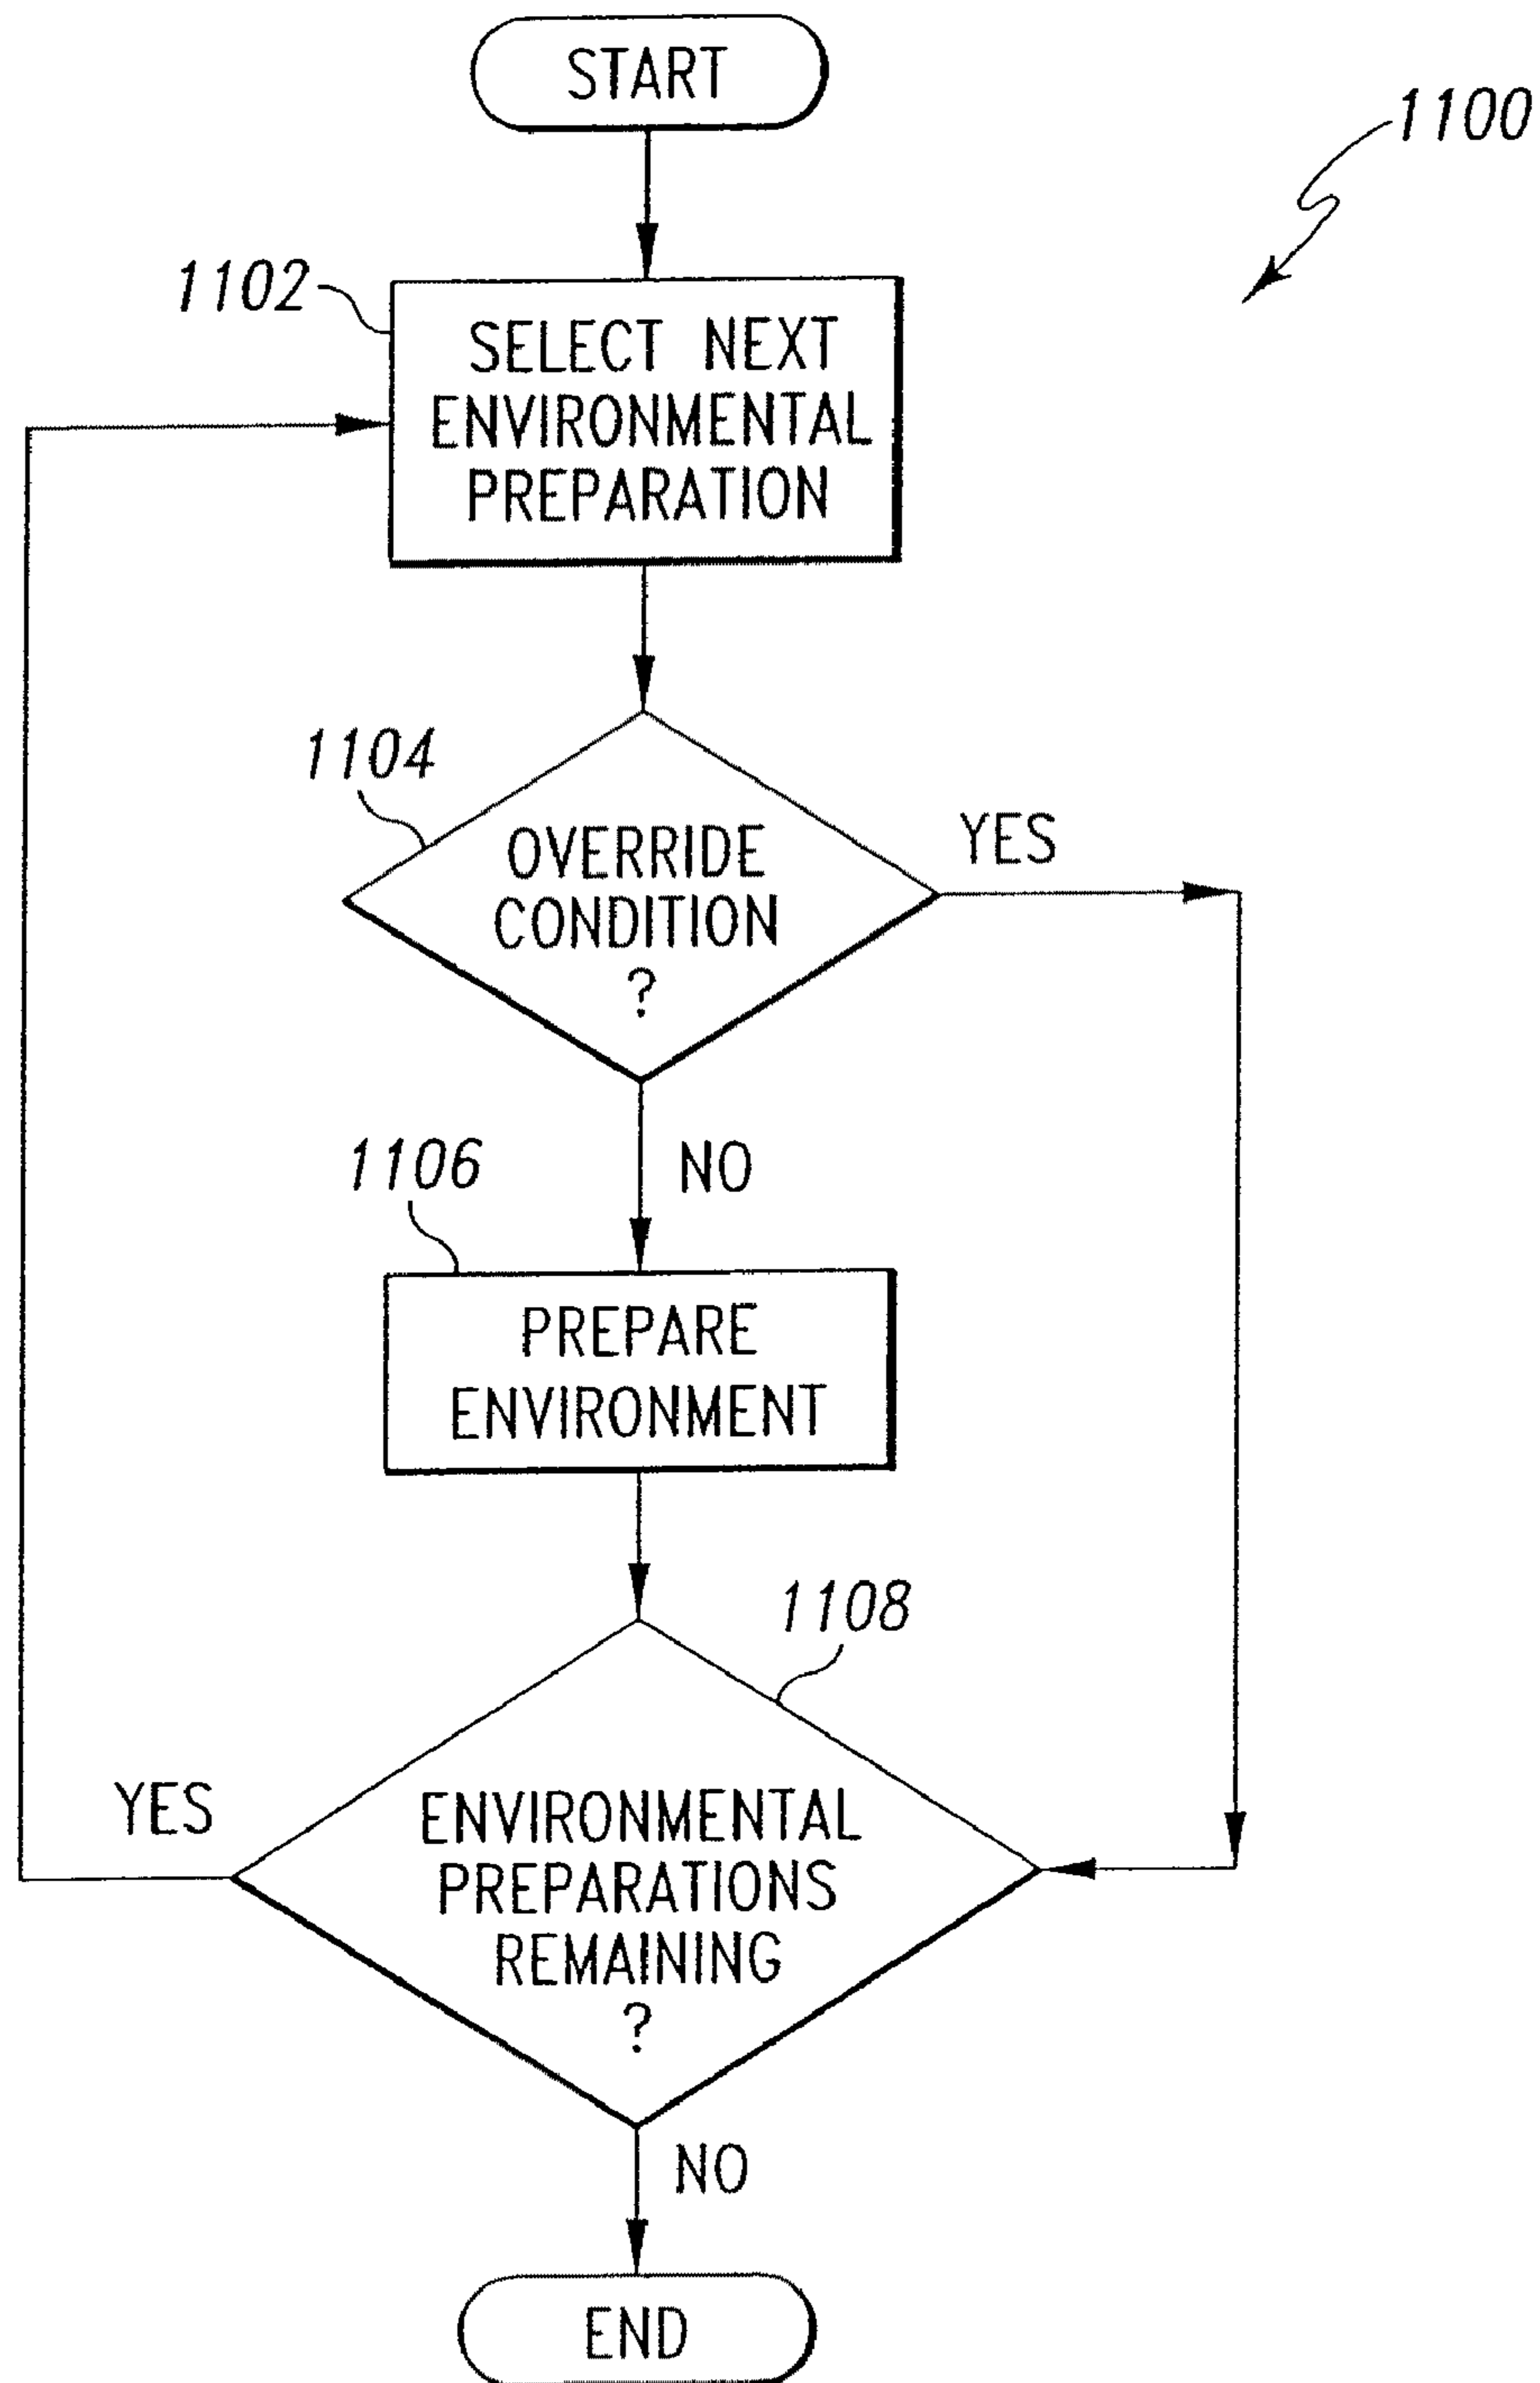 START
1100
1102
SELECT NEXT
ENVIRONMENTAL
PREPARATION
1104
OVERRIDE
CONDITION
?
YES
NO
1106
PREPARE
ENVIRONMENT
1108
YES
ENVIRONMENTAL
PREPARATIONS
REMAINING
?
NO
END